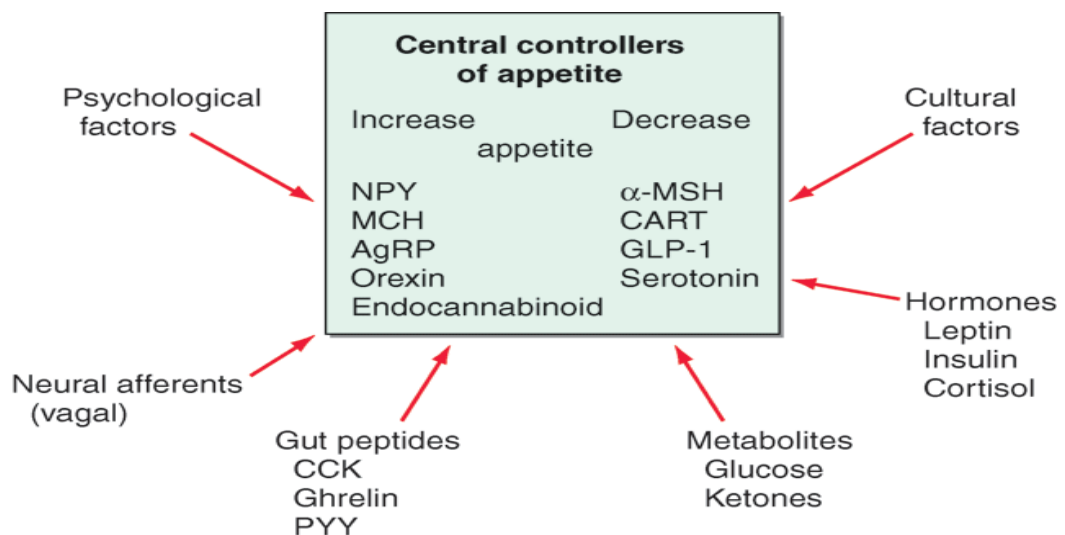 Central controllers
of appetite
Increase Decrease
appetite
NPY α-MSH
MCH CART
AgRP GLP-1
Orexin Serotonin
Endocannabinoid
Psychological
factors
Cultural
factors
Hormones
Leptin
Insulin
Cortisol
Neural afferents
(vagal)
Gut peptides
CCK
Ghrelin
PYY
Metabolites
Glucose
Ketones